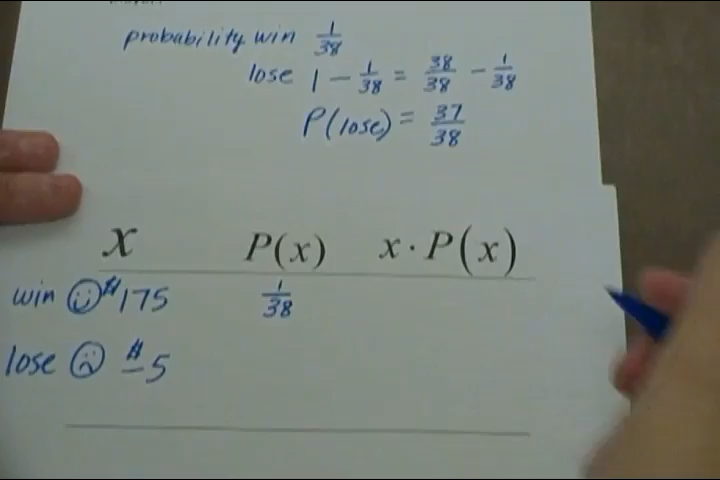 probability win 1/38
lose 1 - 1/38 = 38/38 - 1/38
P(lose) = 37/38
x P(x) x · P(x)
win $175 1/38
lose $-5